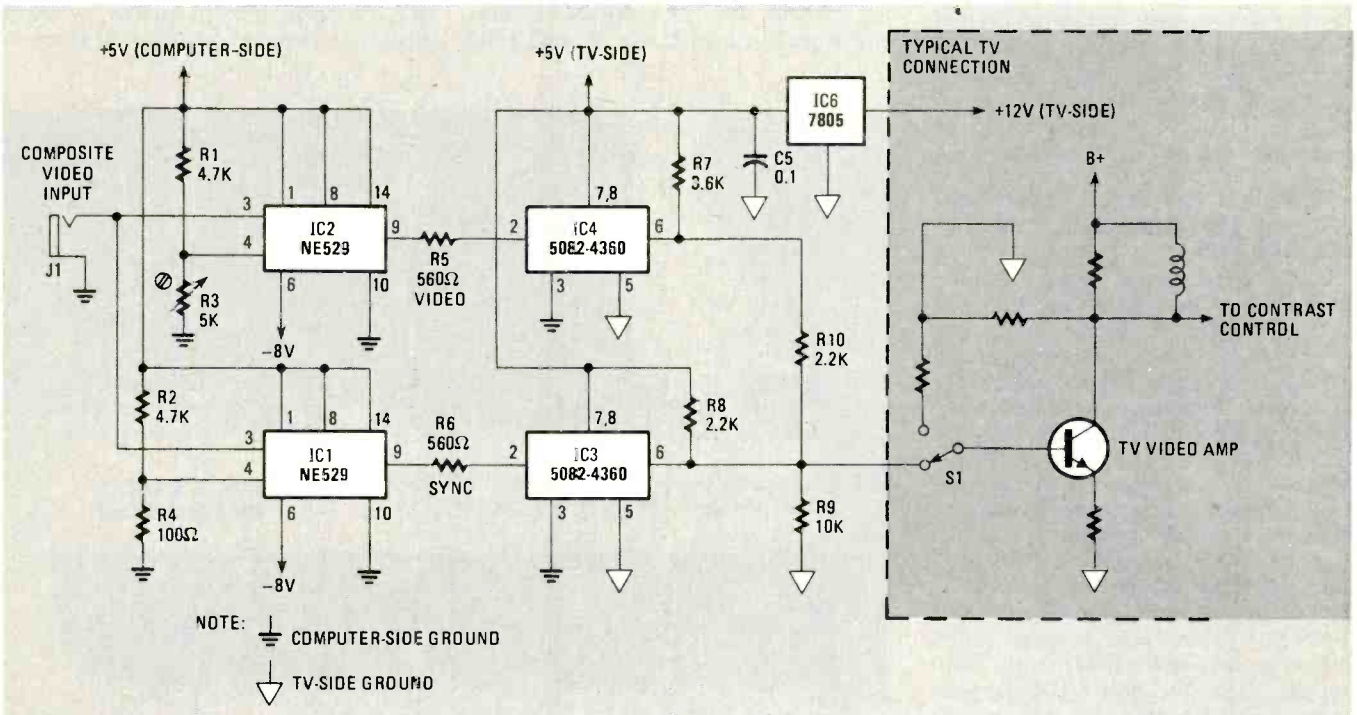 +5V (COMPUTER-SIDE)
+5V (TV-SIDE)
TYPICAL TV
CONNECTION
IC6
7805
+12V (TV-SIDE)
COMPOSITE
VIDEO
INPUT
J1
R1
4.7K
1
8
14
3
4
IC2
NE529
9
6
10
R5
560Ω
VIDEO
R3
5K
-8V
7,8
2
IC4
5082-4360
6
3
5
R7
3.6K
C5
0.1
B+
R10
2.2K
TO CONTRAST
CONTROL
R2
4.7K
1
8
14
3
4
IC1
NE529
9
6
10
R6
560Ω
SYNC
R4
100Ω
-8V
7,8
2
IC3
5082-4360
6
3
5
R8
2.2K
R9
10K
S1
TV VIDEO AMP
NOTE:
COMPUTER-SIDE GROUND
TV-SIDE GROUND